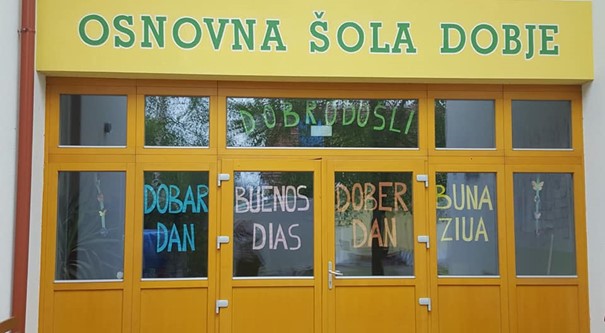 OSNOVNA ŠOLA DOBJE
DOBRODOŠLI
DOBAR
DAN
BUENOS
DIAS
DOBER
DAN
BUNA
ZIUA